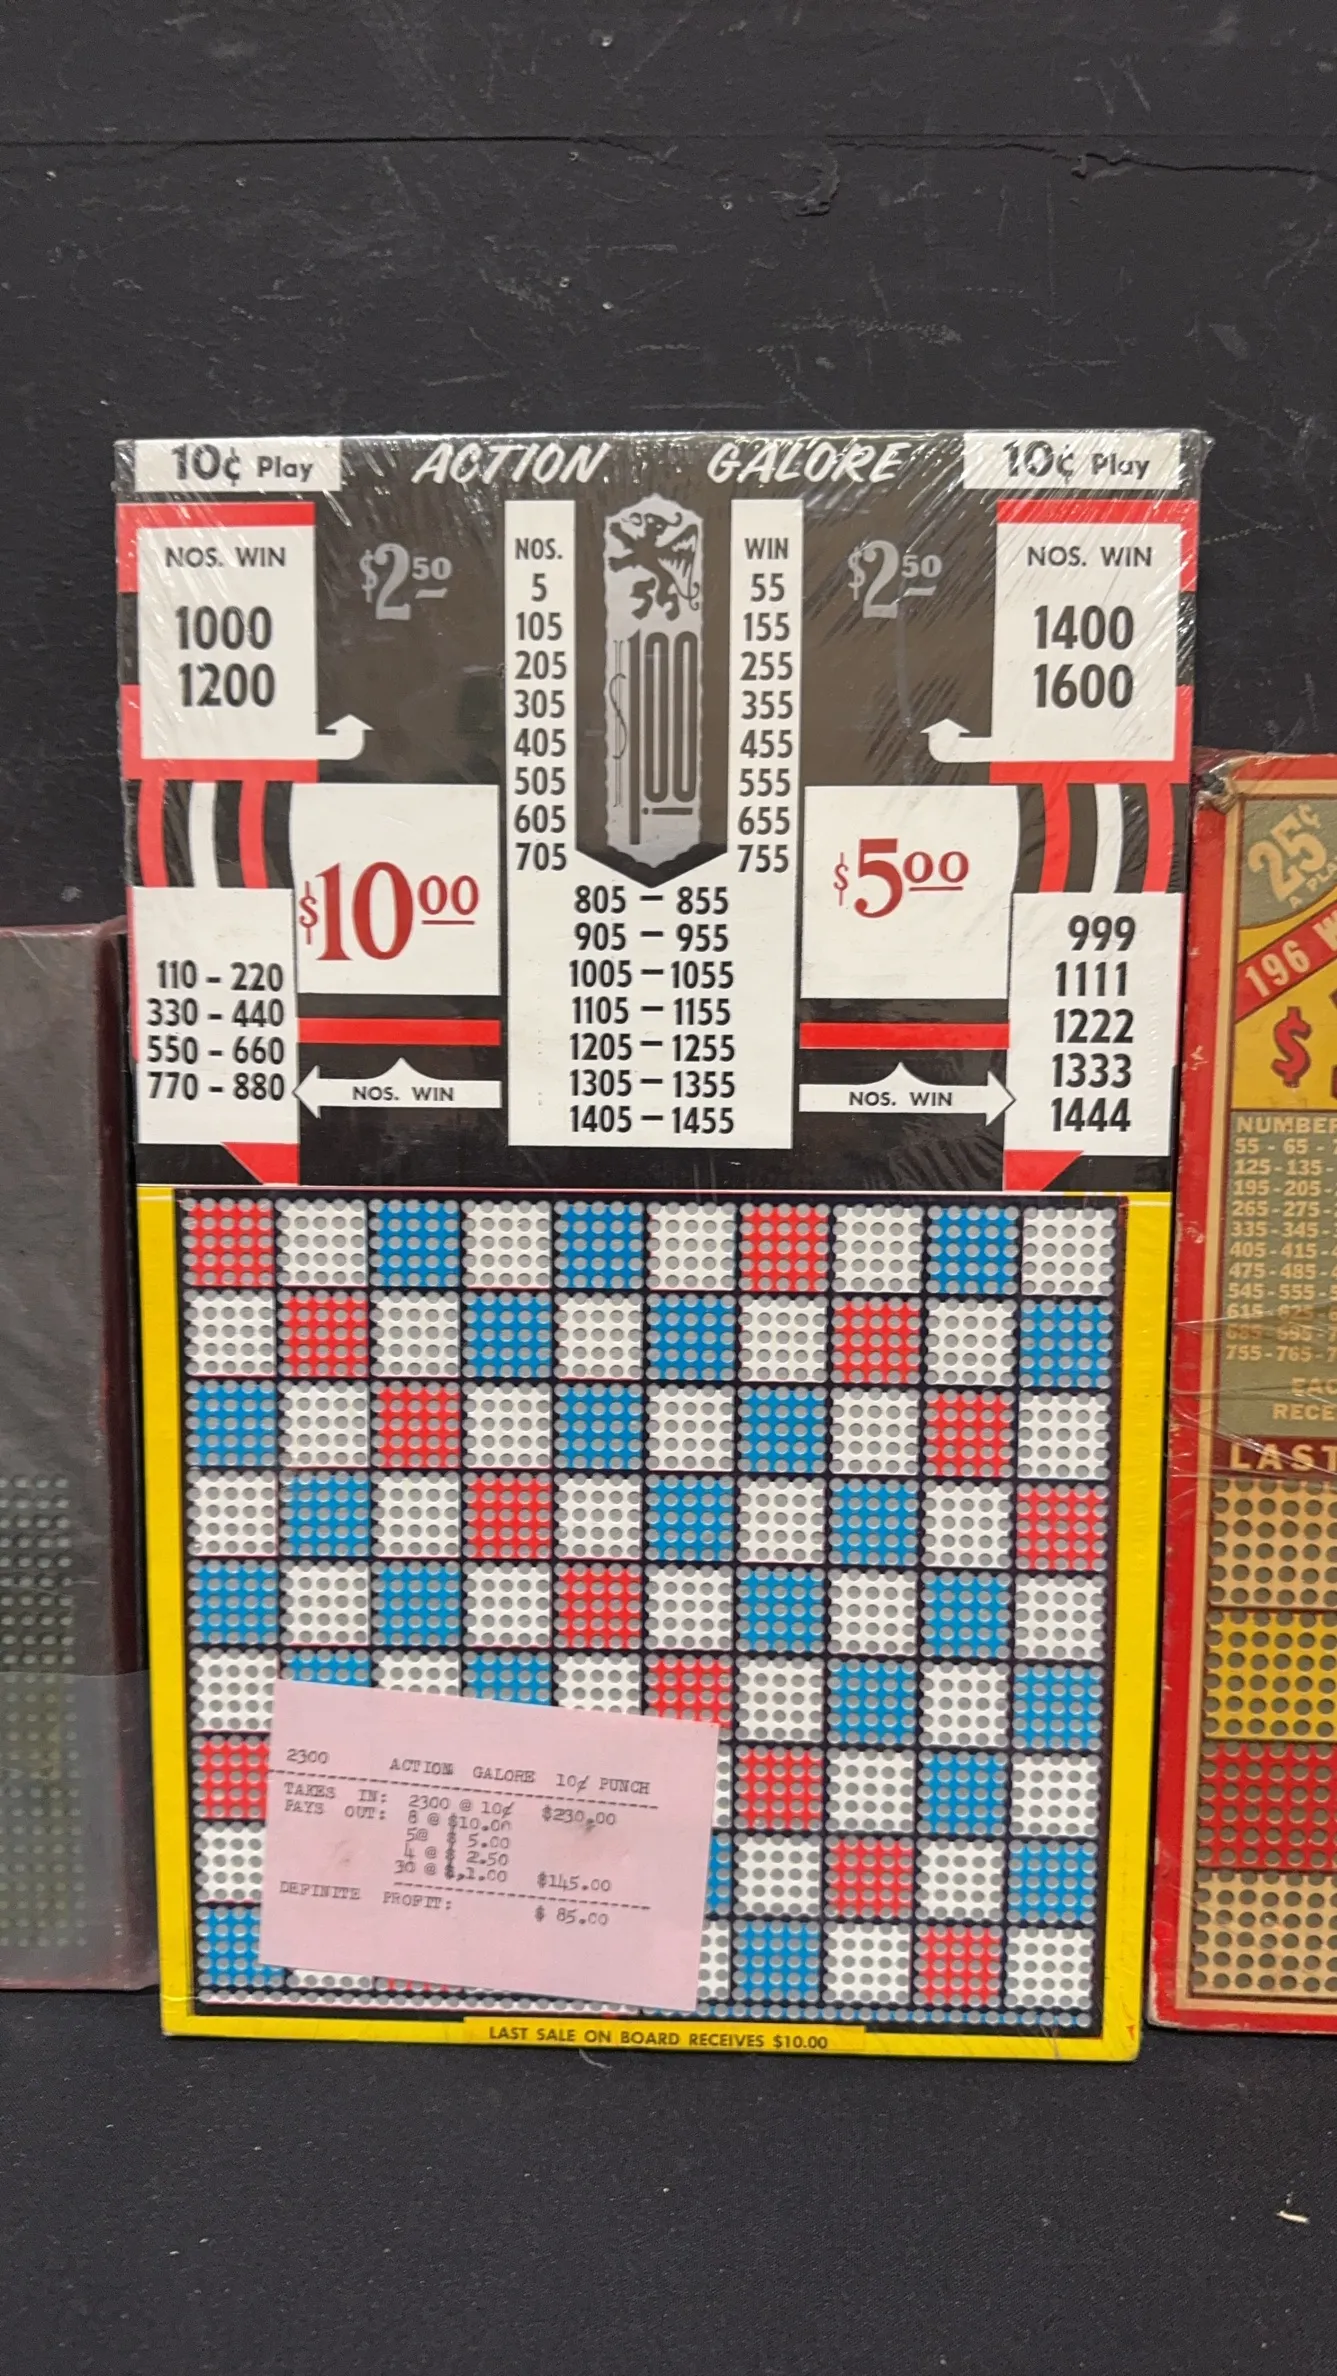 10¢ Play ACTION GALORE 10¢ Play
NOS. WIN
1000
1200
$2.50
NOS.
5
105
205
305
405
505
605
705
$1.00
WIN
55
155
255
355
455
555
655
755
805 – 855
905 – 955
1005 – 1055
1105 – 1155
1205 – 1255
1305 – 1355
1405 – 1455
$2.50
NOS. WIN
1400
1600
$10.00
110 – 220
330 – 440
550 – 660
770 – 880
NOS. WIN
$5.00
999
1111
1222
1333
1444
NOS. WIN
2300 ACTION GALORE 10¢ PUNCH
TAKES IN: 2300 @ 10¢ $230.00
PAYS OUT: 8 @ $10.00
5@ $ 5.00
4 @ $ 2.50
30 @ $ 1.00 $145.00
DEFINITE PROFIT: $ 85.00
LAST SALE ON BOARD RECEIVES $10.00
25¢
A
196
$
55 - 65 -
125 - 135 -
195 - 205 -
265 - 275 -
335 - 345
405 - 415 -
475 - 485 -
545 - 555 -
755 - 765 - 7
LAST